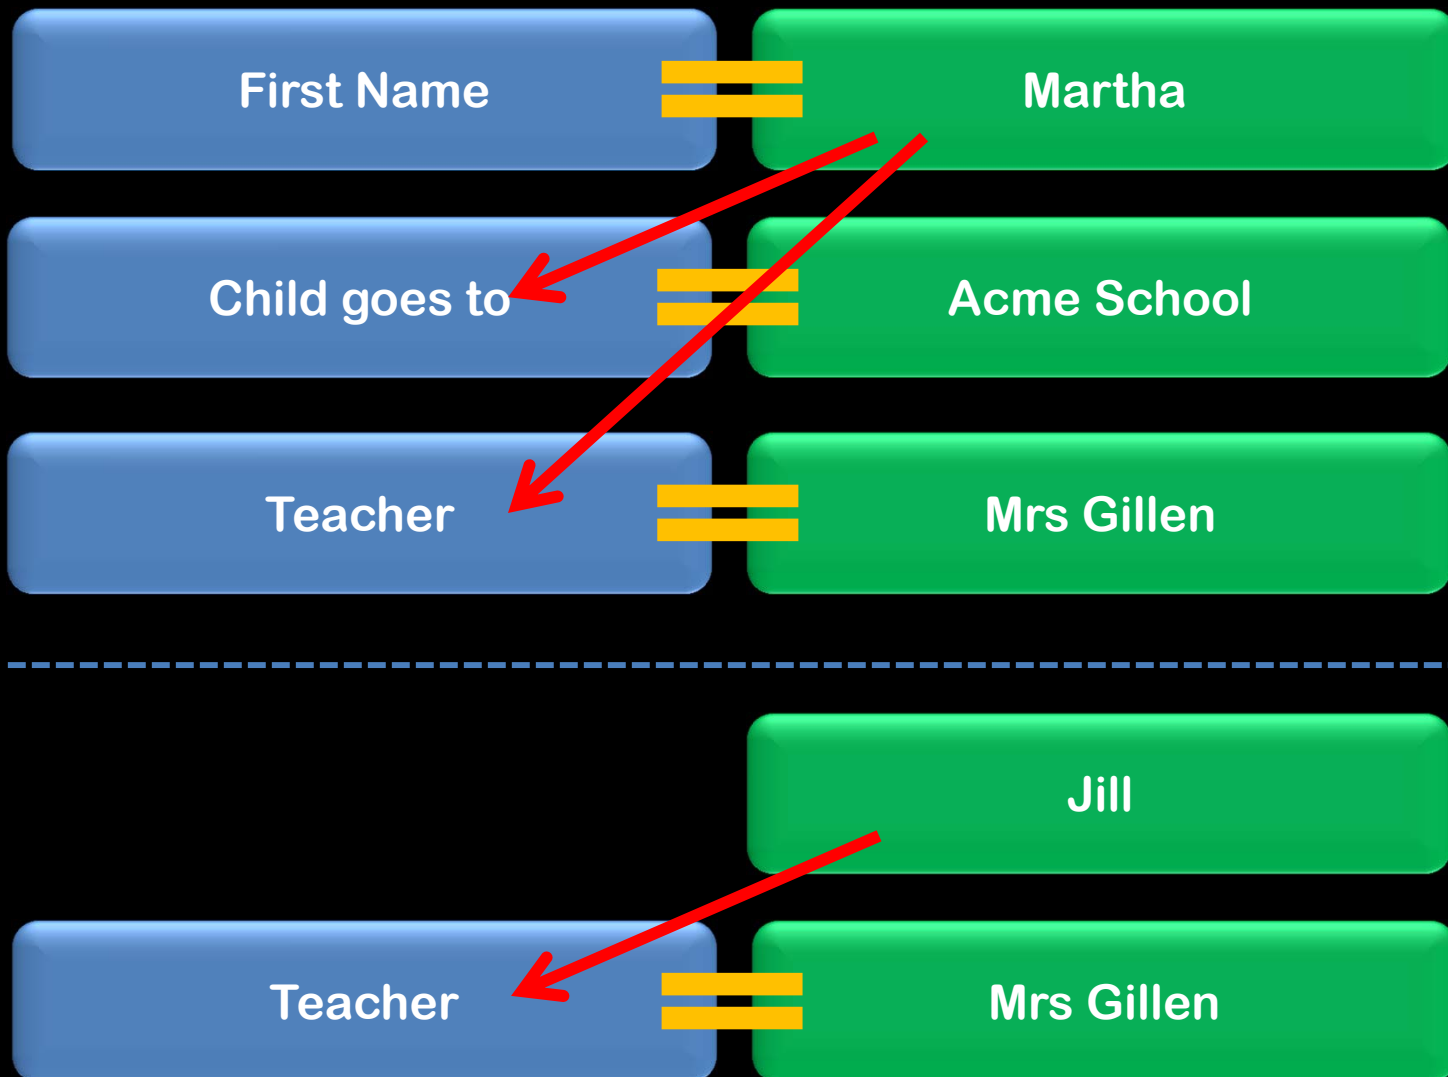 First Name
Martha
Child goes to
Acme School
Teacher
Mrs Gillen
Jill
Teacher
Mrs Gillen